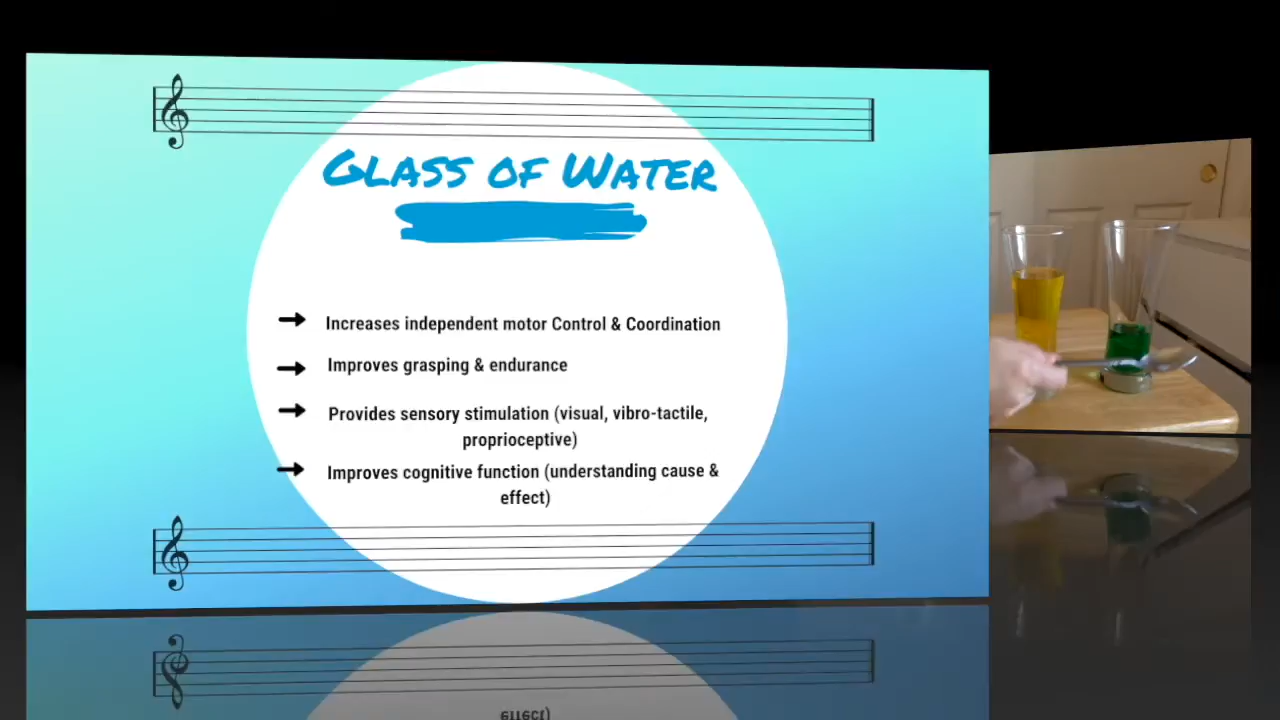 Glass of Water
Increases independent motor Control & Coordination
Improves grasping & endurance
Provides sensory stimulation (visual, vibro-tactile,
proprioceptive)
Improves cognitive function (understanding cause &
effect)
effect)